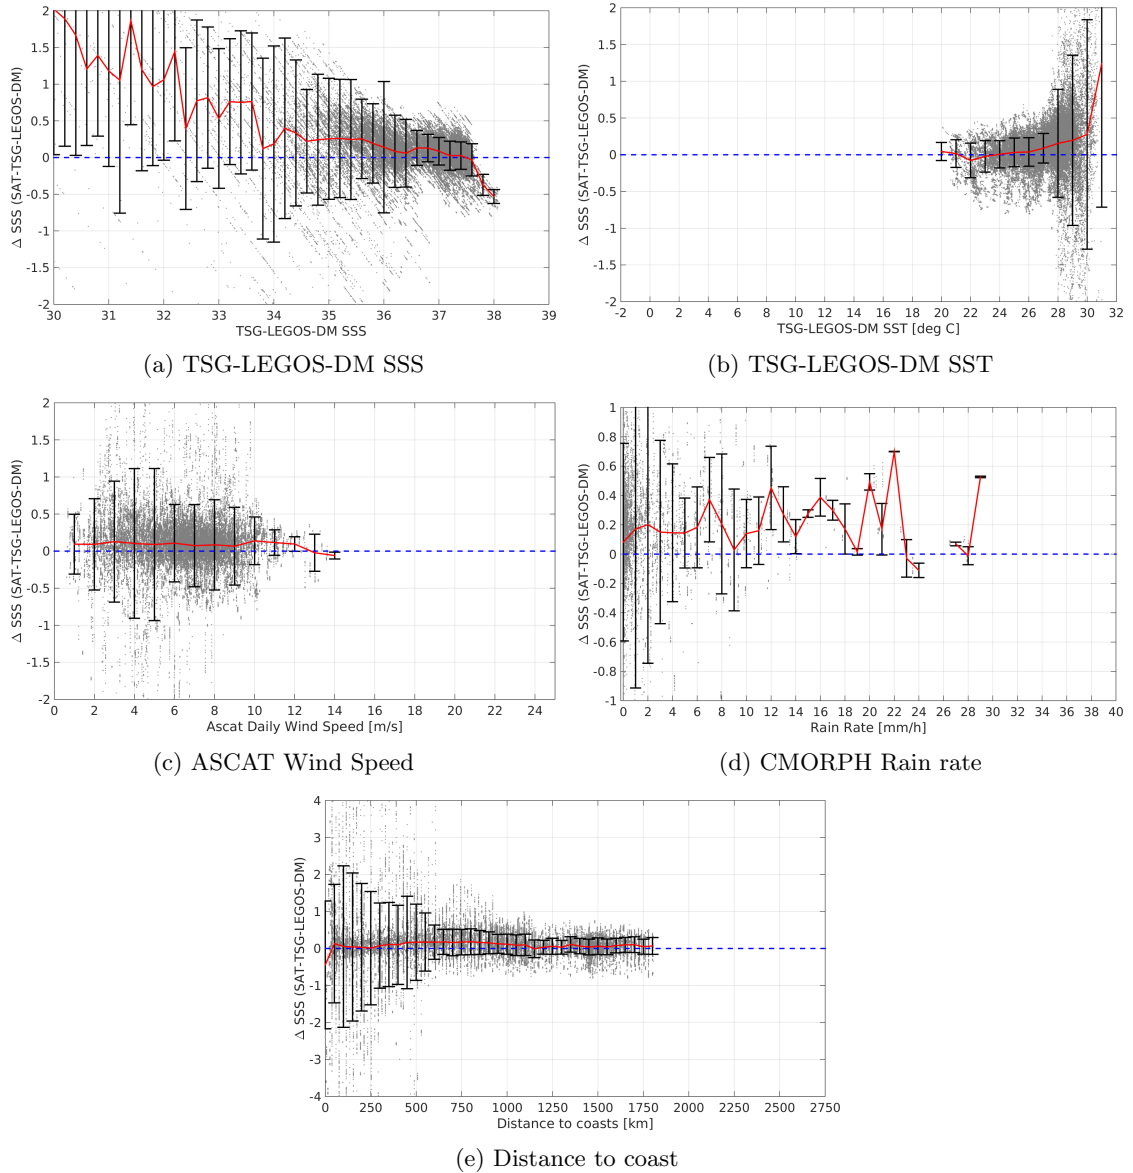 2
1.5
1
0.5
0
-0.5
-1
-1.5
-2
Δ SSS (SAT-TSG-LEGOS-DM)
30 31 32 33 34 35 36 37 38 39
TSG-LEGOS-DM SSS
(a) TSG-LEGOS-DM SSS
2
1.5
1
0.5
0
-0.5
-1
-1.5
-2
Δ SSS (SAT-TSG-LEGOS-DM)
-2 0 2 4 6 8 10 12 14 16 18 20 22 24 26 28 30 32
TSG-LEGOS-DM SST [deg C]
(b) TSG-LEGOS-DM SST
2
1.5
1
0.5
0
-0.5
-1
-1.5
-2
Δ SSS (SAT-TSG-LEGOS-DM)
0 2 4 6 8 10 12 14 16 18 20 22 24
Ascat Daily Wind Speed [m/s]
(c) ASCAT Wind Speed
1
0.8
0.6
0.4
0.2
0
0.2
0.4
0.6
-0.8
-1
Δ SSS (SAT-TSG-LEGOS-DM)
0 2 4 6 8 10 12 14 16 18 20 22 24 26 28 30 32 34 36 38 40
Rain Rate [mm/h]
(d) CMORPH Rain rate
4
3
2
1
0
-1
-2
-3
-4
Δ SSS (SAT-TSG-LEGOS-DM)
0 250 500 750 1000 1250 1500 1750 2000 2250 2500 2750
Distance to coasts [km]
(e) Distance to coast